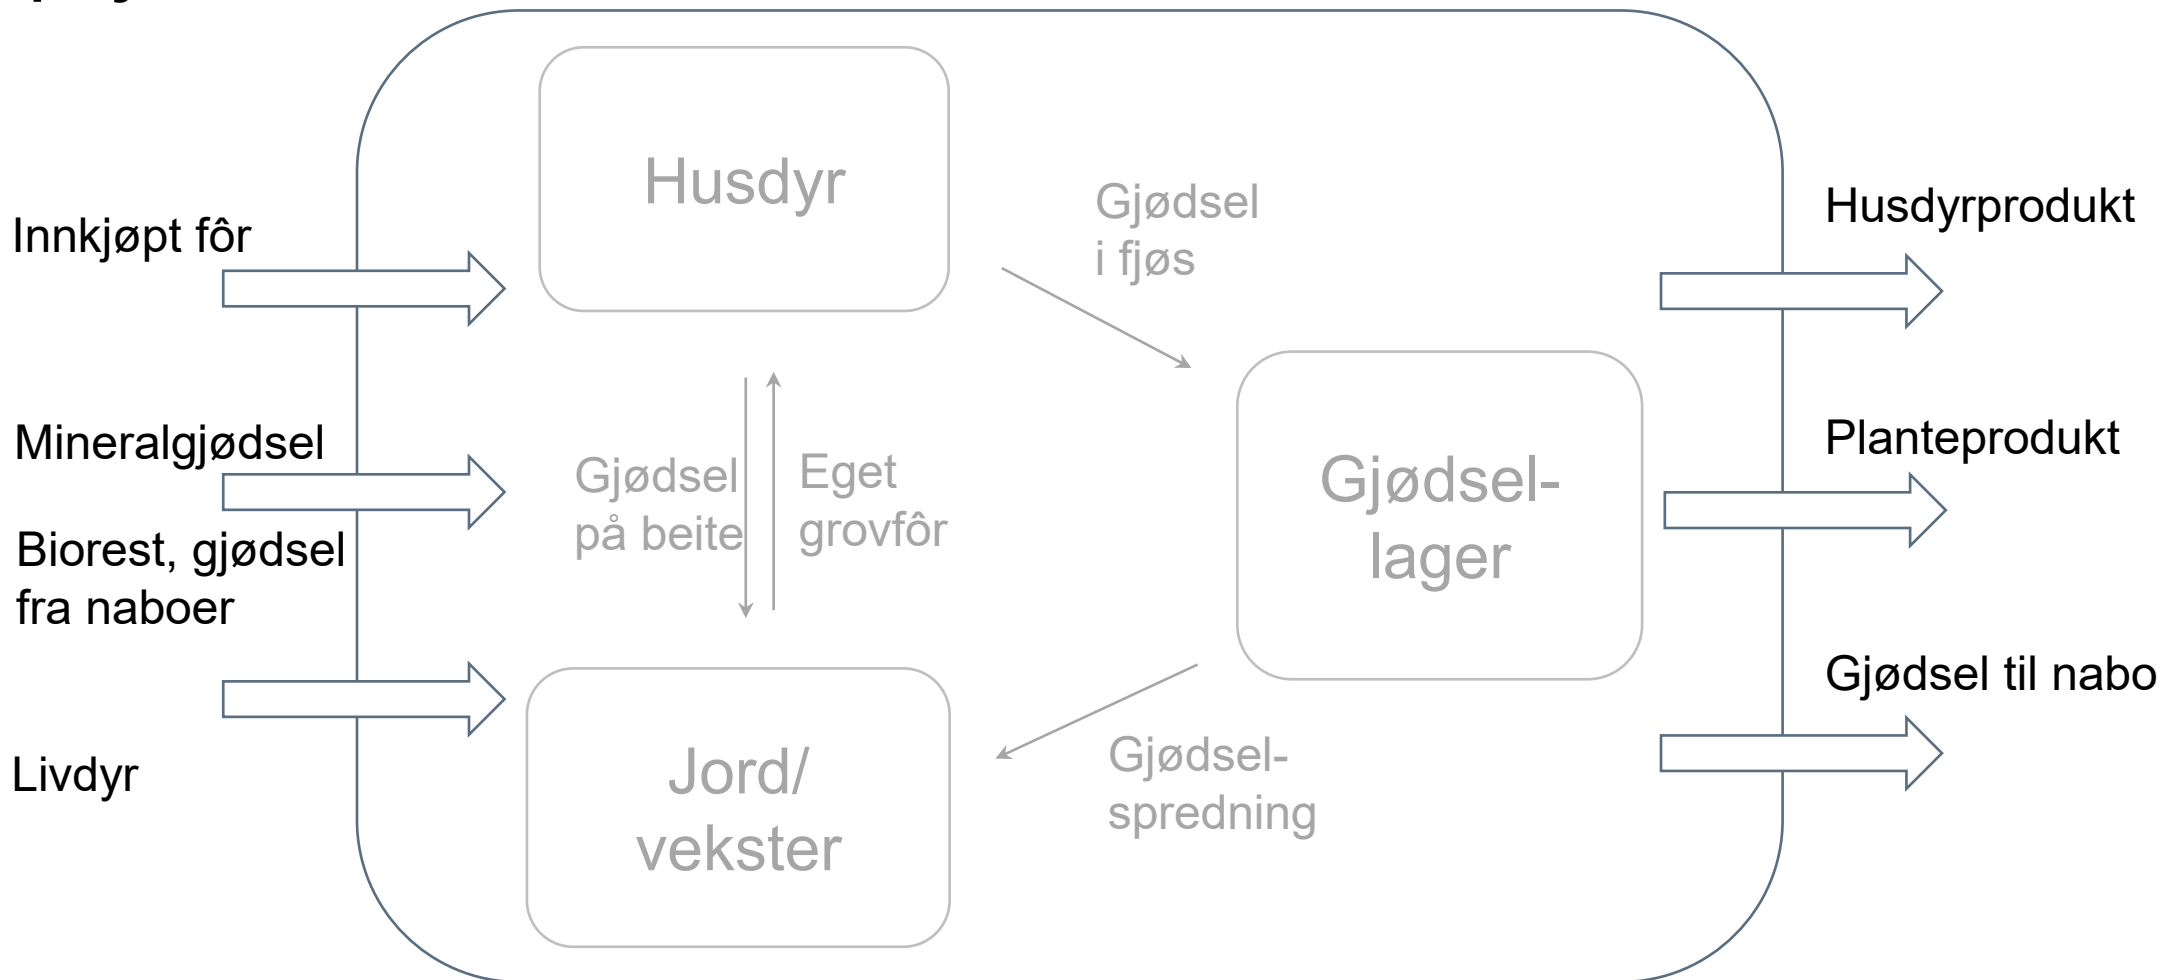 Innkjøpt fôr
Mineralgjødsel
Biorest, gjødsel
fra naboer
Livdyr
Husdyr
Gjødsel
i fjøs
Gjødsel
på beite
Eget
grovfôr
Gjødsel-
lager
Jord/
vekster
Gjødsel-
spredning
Husdyrprodukt
Planteprodukt
Gjødsel til nabo